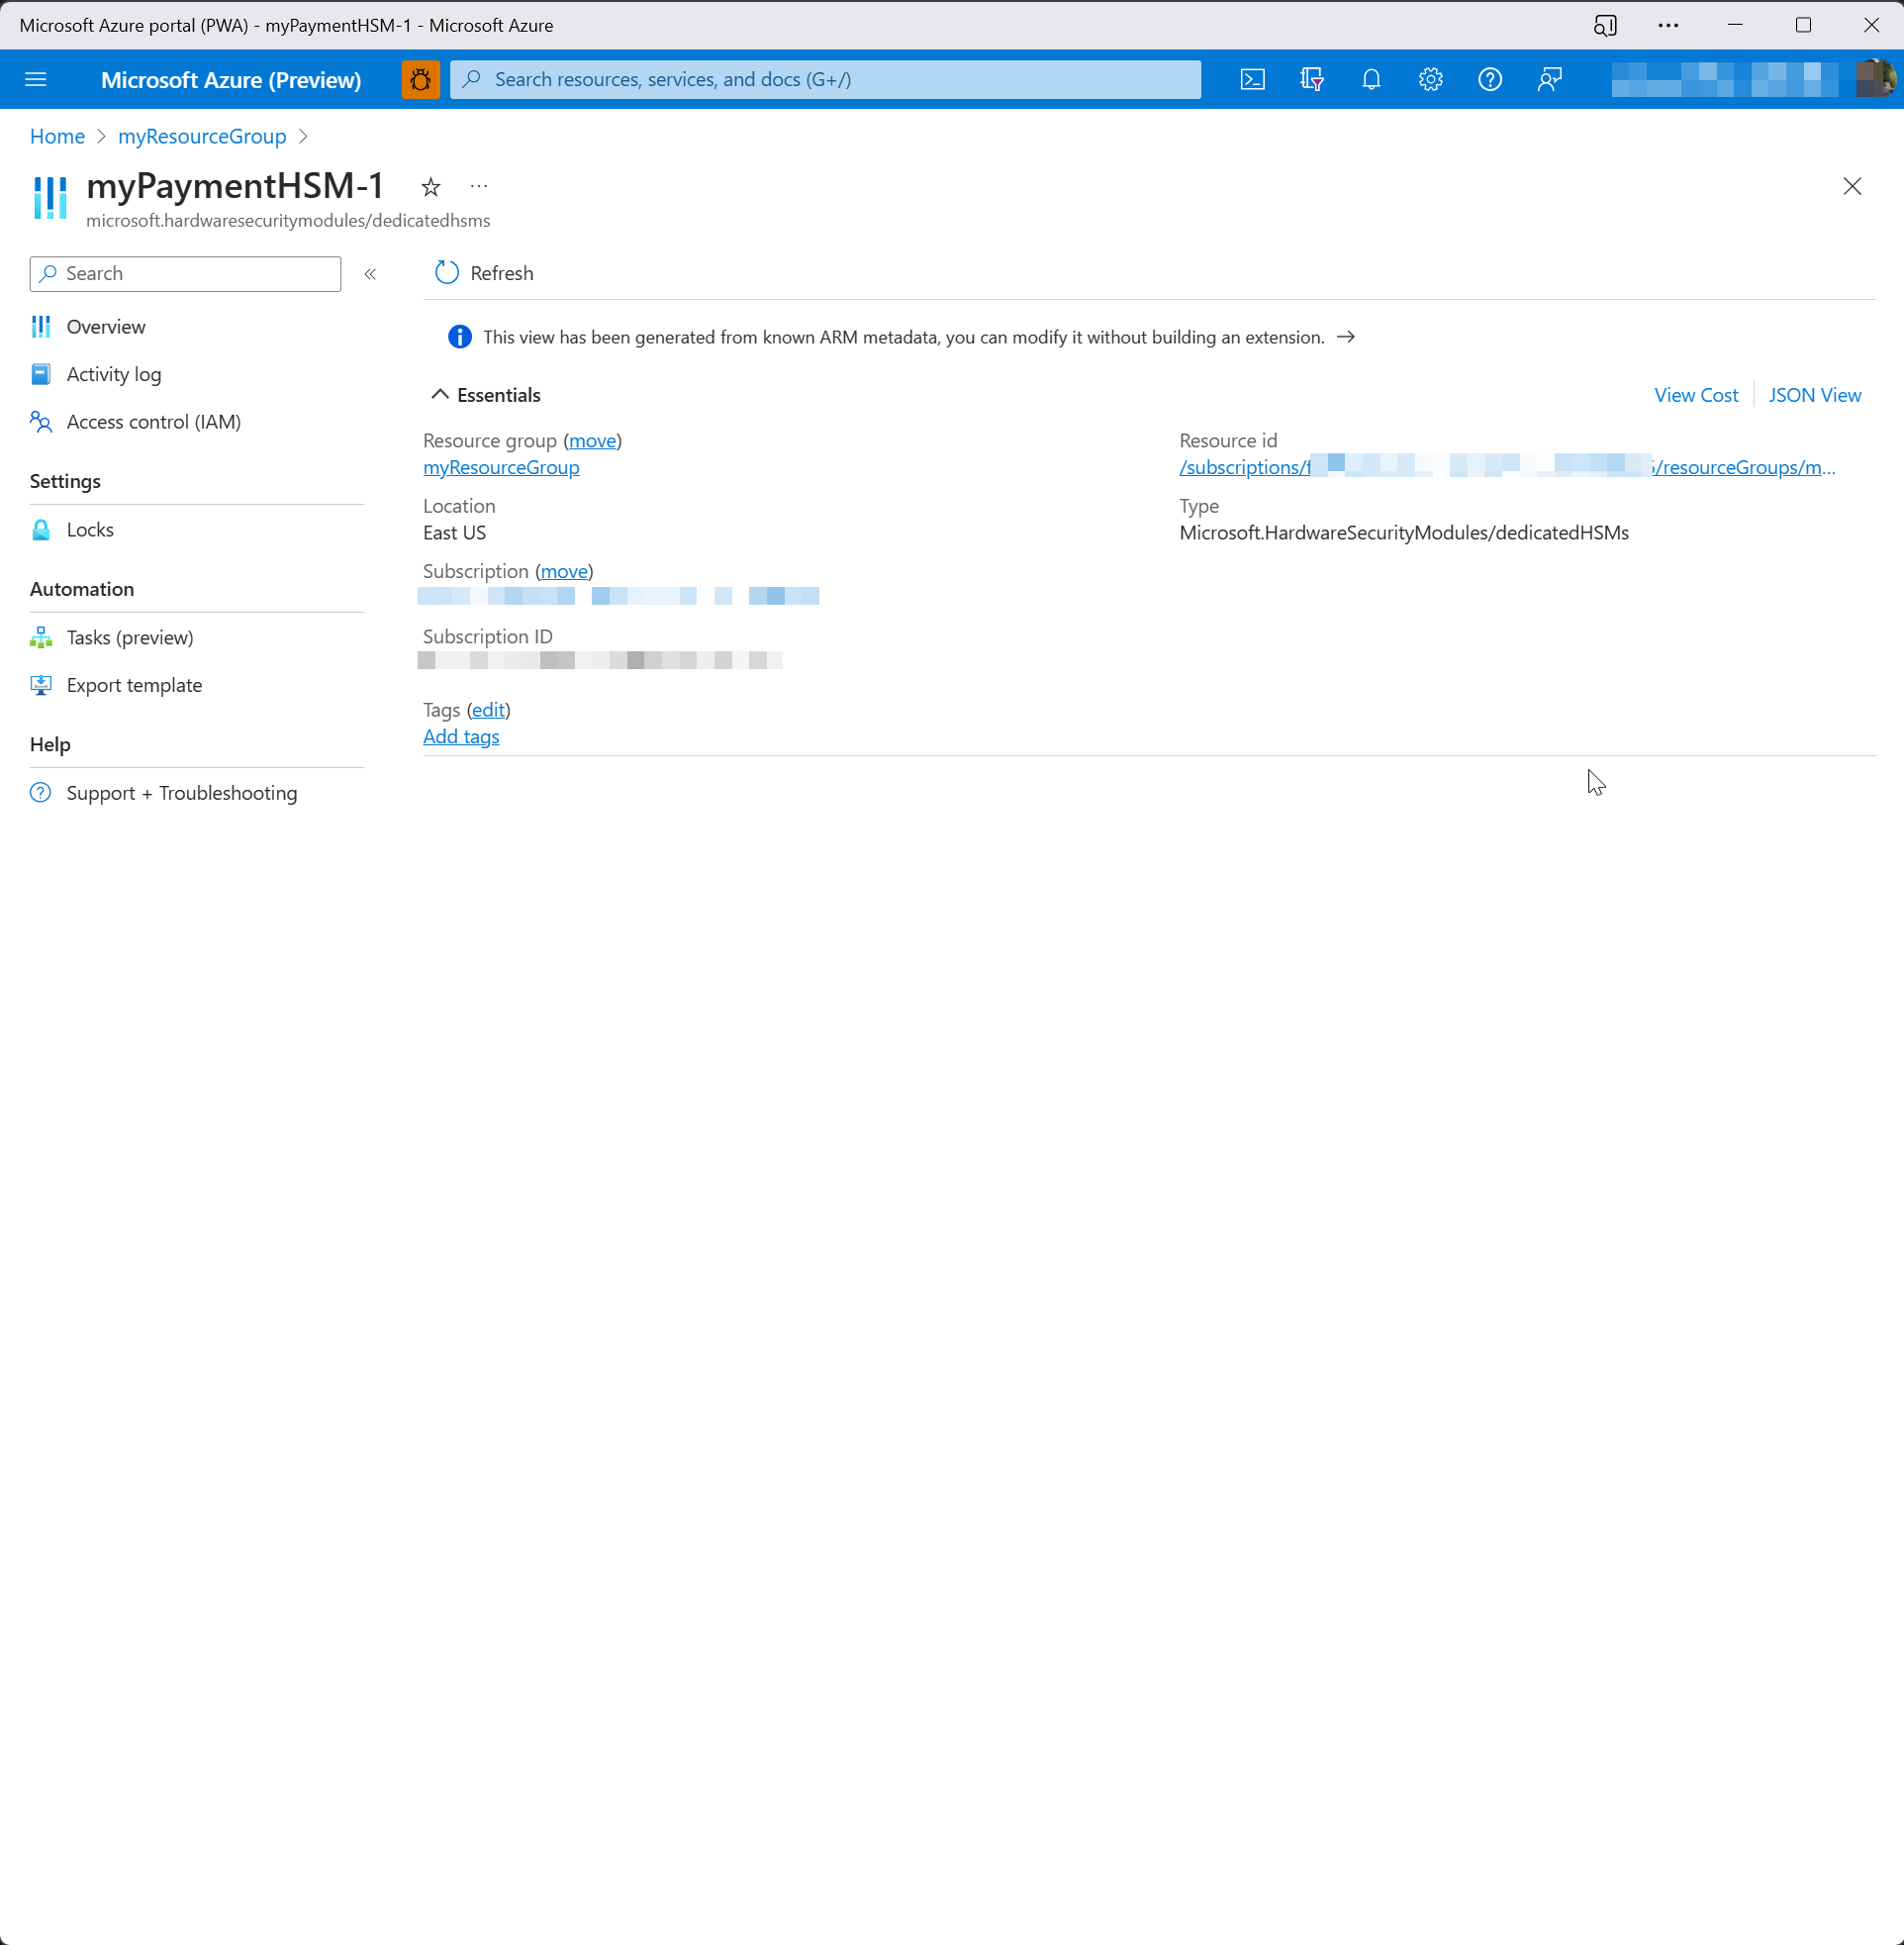 Microsoft Azure portal (PWA) - myPaymentHSM-1 - Microsoft Azure
Microsoft Azure (Preview)
Search resources, services, and docs (G+/)
Home > myResourceGroup >
myPaymentHSM-1
microsoft.hardwaresecuritymodules/dedicatedhsms
Search
Overview
Activity log
Access control (IAM)
Settings
Locks
Automation
Tasks (preview)
Export template
Help
Support + Troubleshooting
Refresh
This view has been generated from known ARM metadata, you can modify it without building an extension. →
Essentials
View Cost
JSON View
Resource group (move)
myResourceGroup
Location
East US
Subscription (move)
Subscription ID
Tags (edit)
Add tags
Resource id
/subscriptions/ /resourceGroups/m...
Type
Microsoft.HardwareSecurityModules/dedicatedHSMs